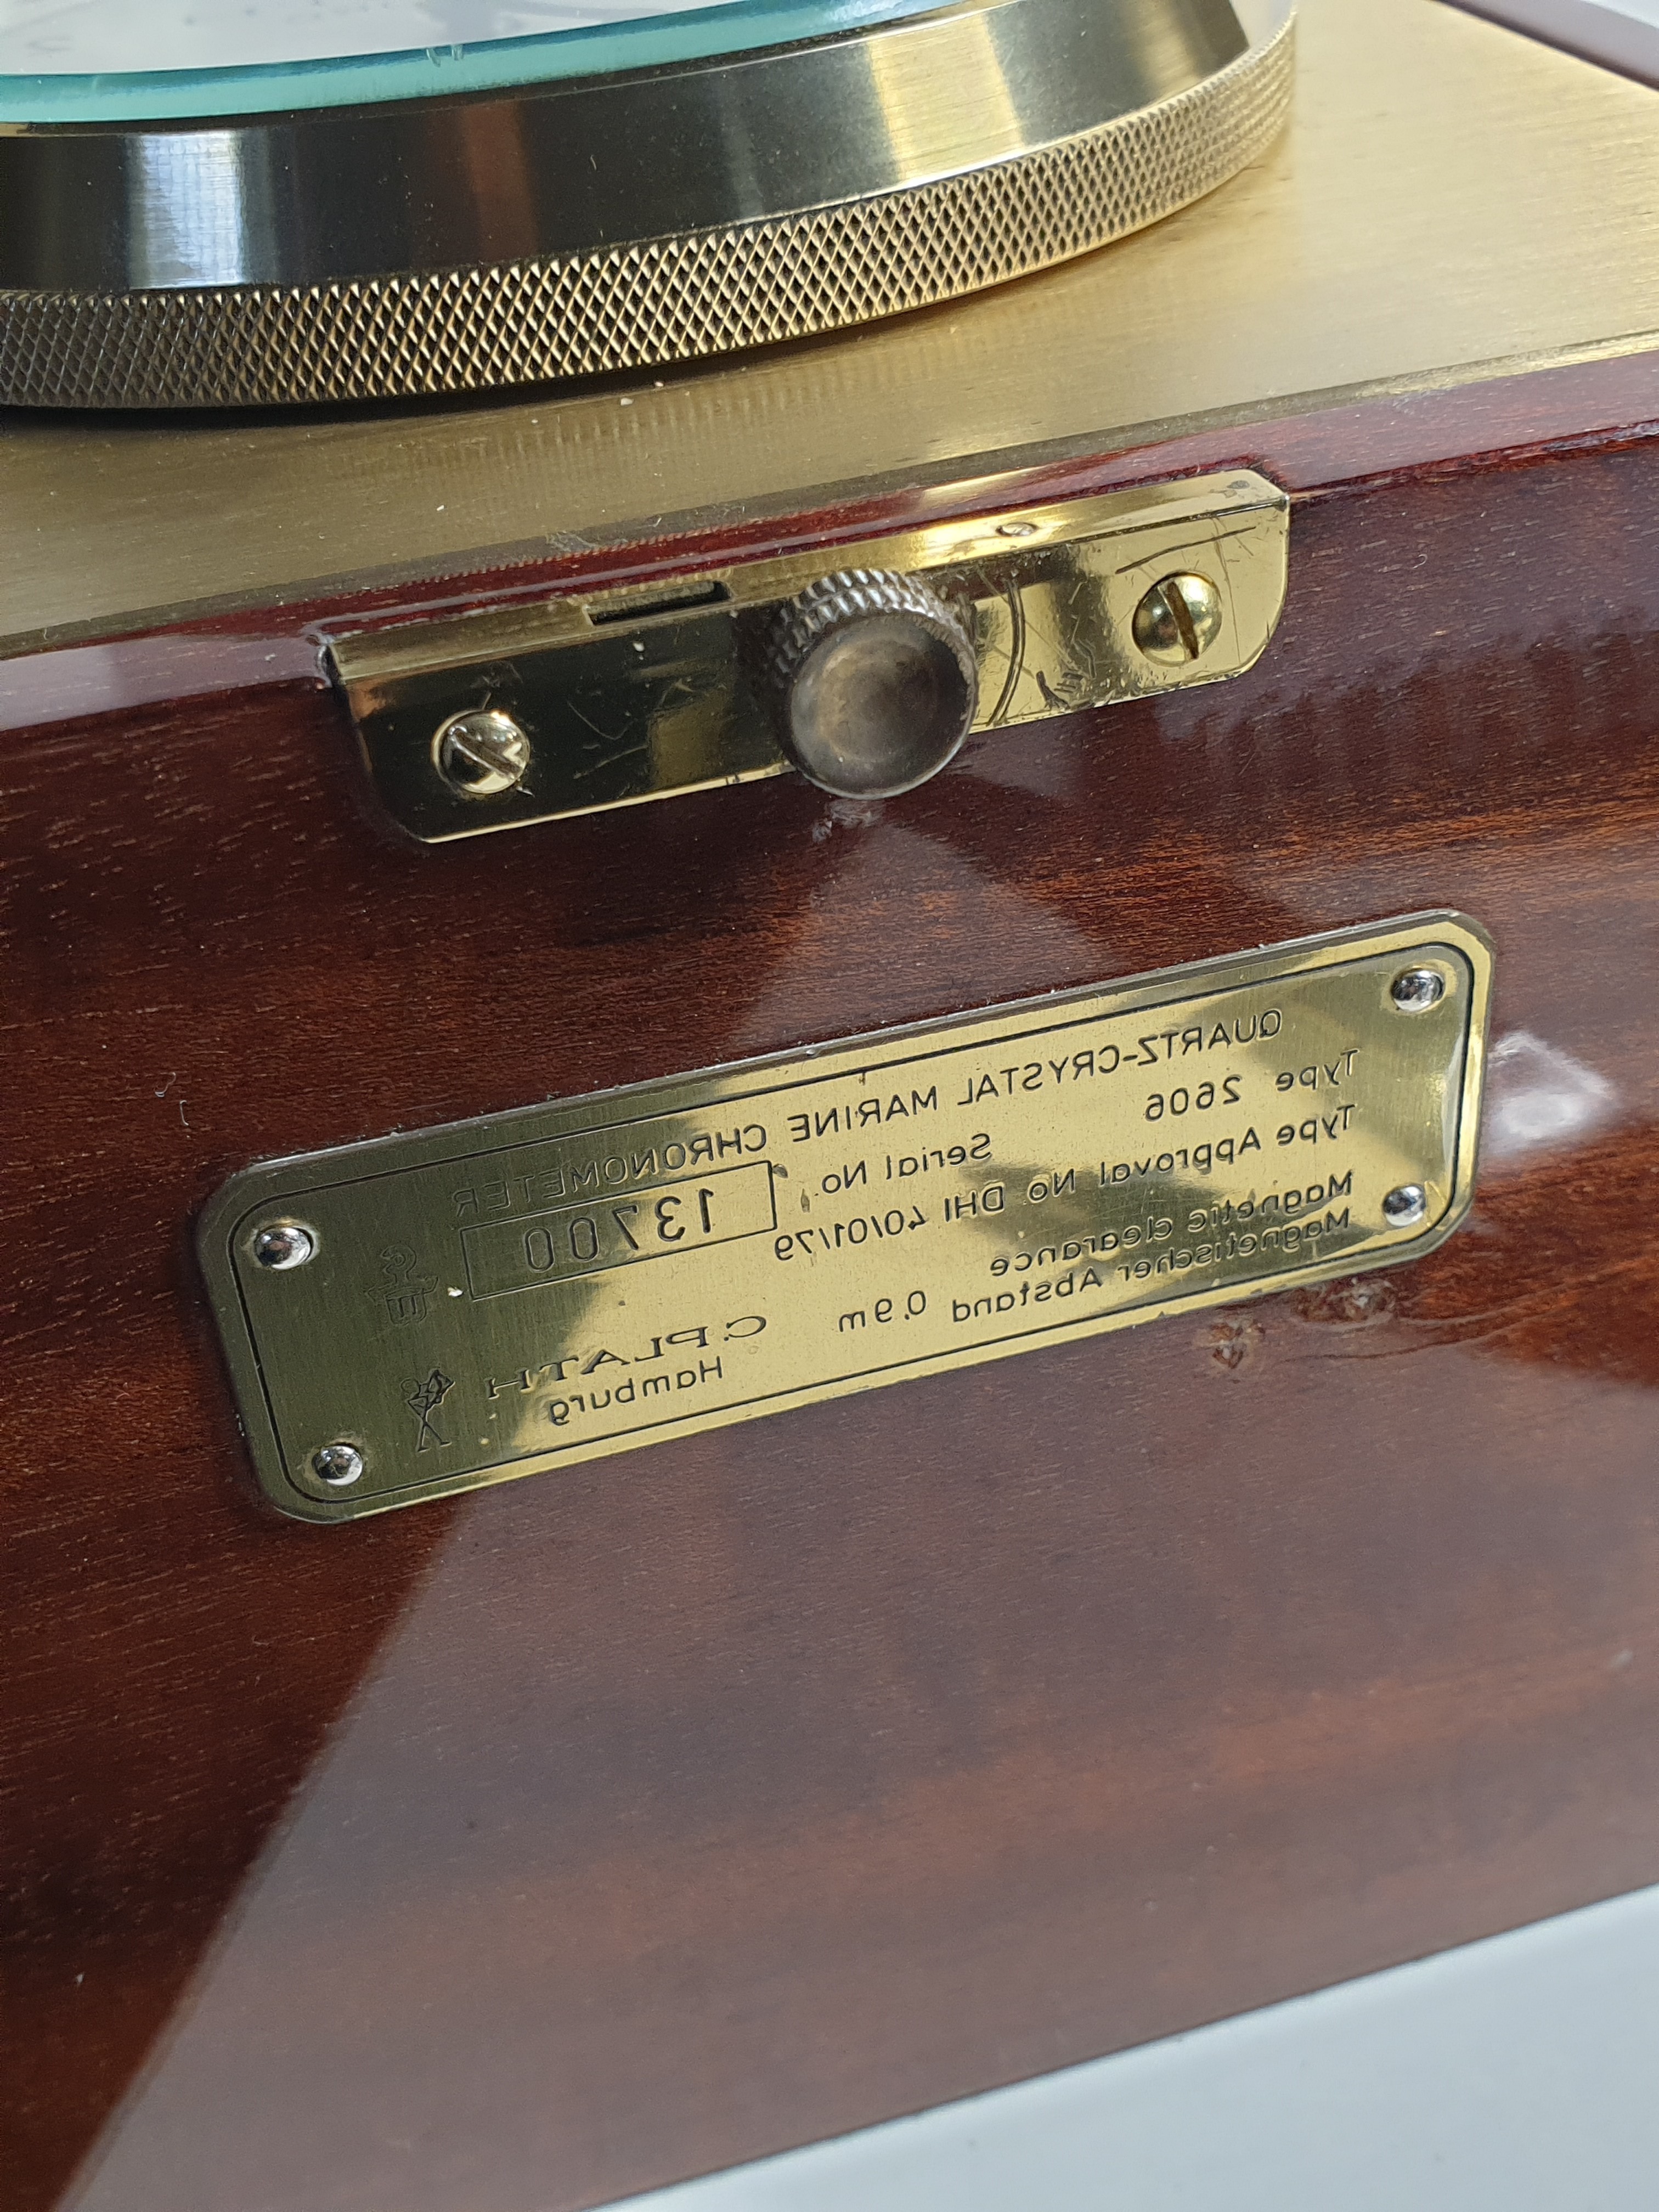 QUARTZ-CRYSTAL MARINE CHRONOMETER
Type 2606 Serial No. 13700
Type Approval No DHI 40/01/79
Magnetic clearance
Magnetischer Abstand 0.9m
C.PLATH
Hamburg